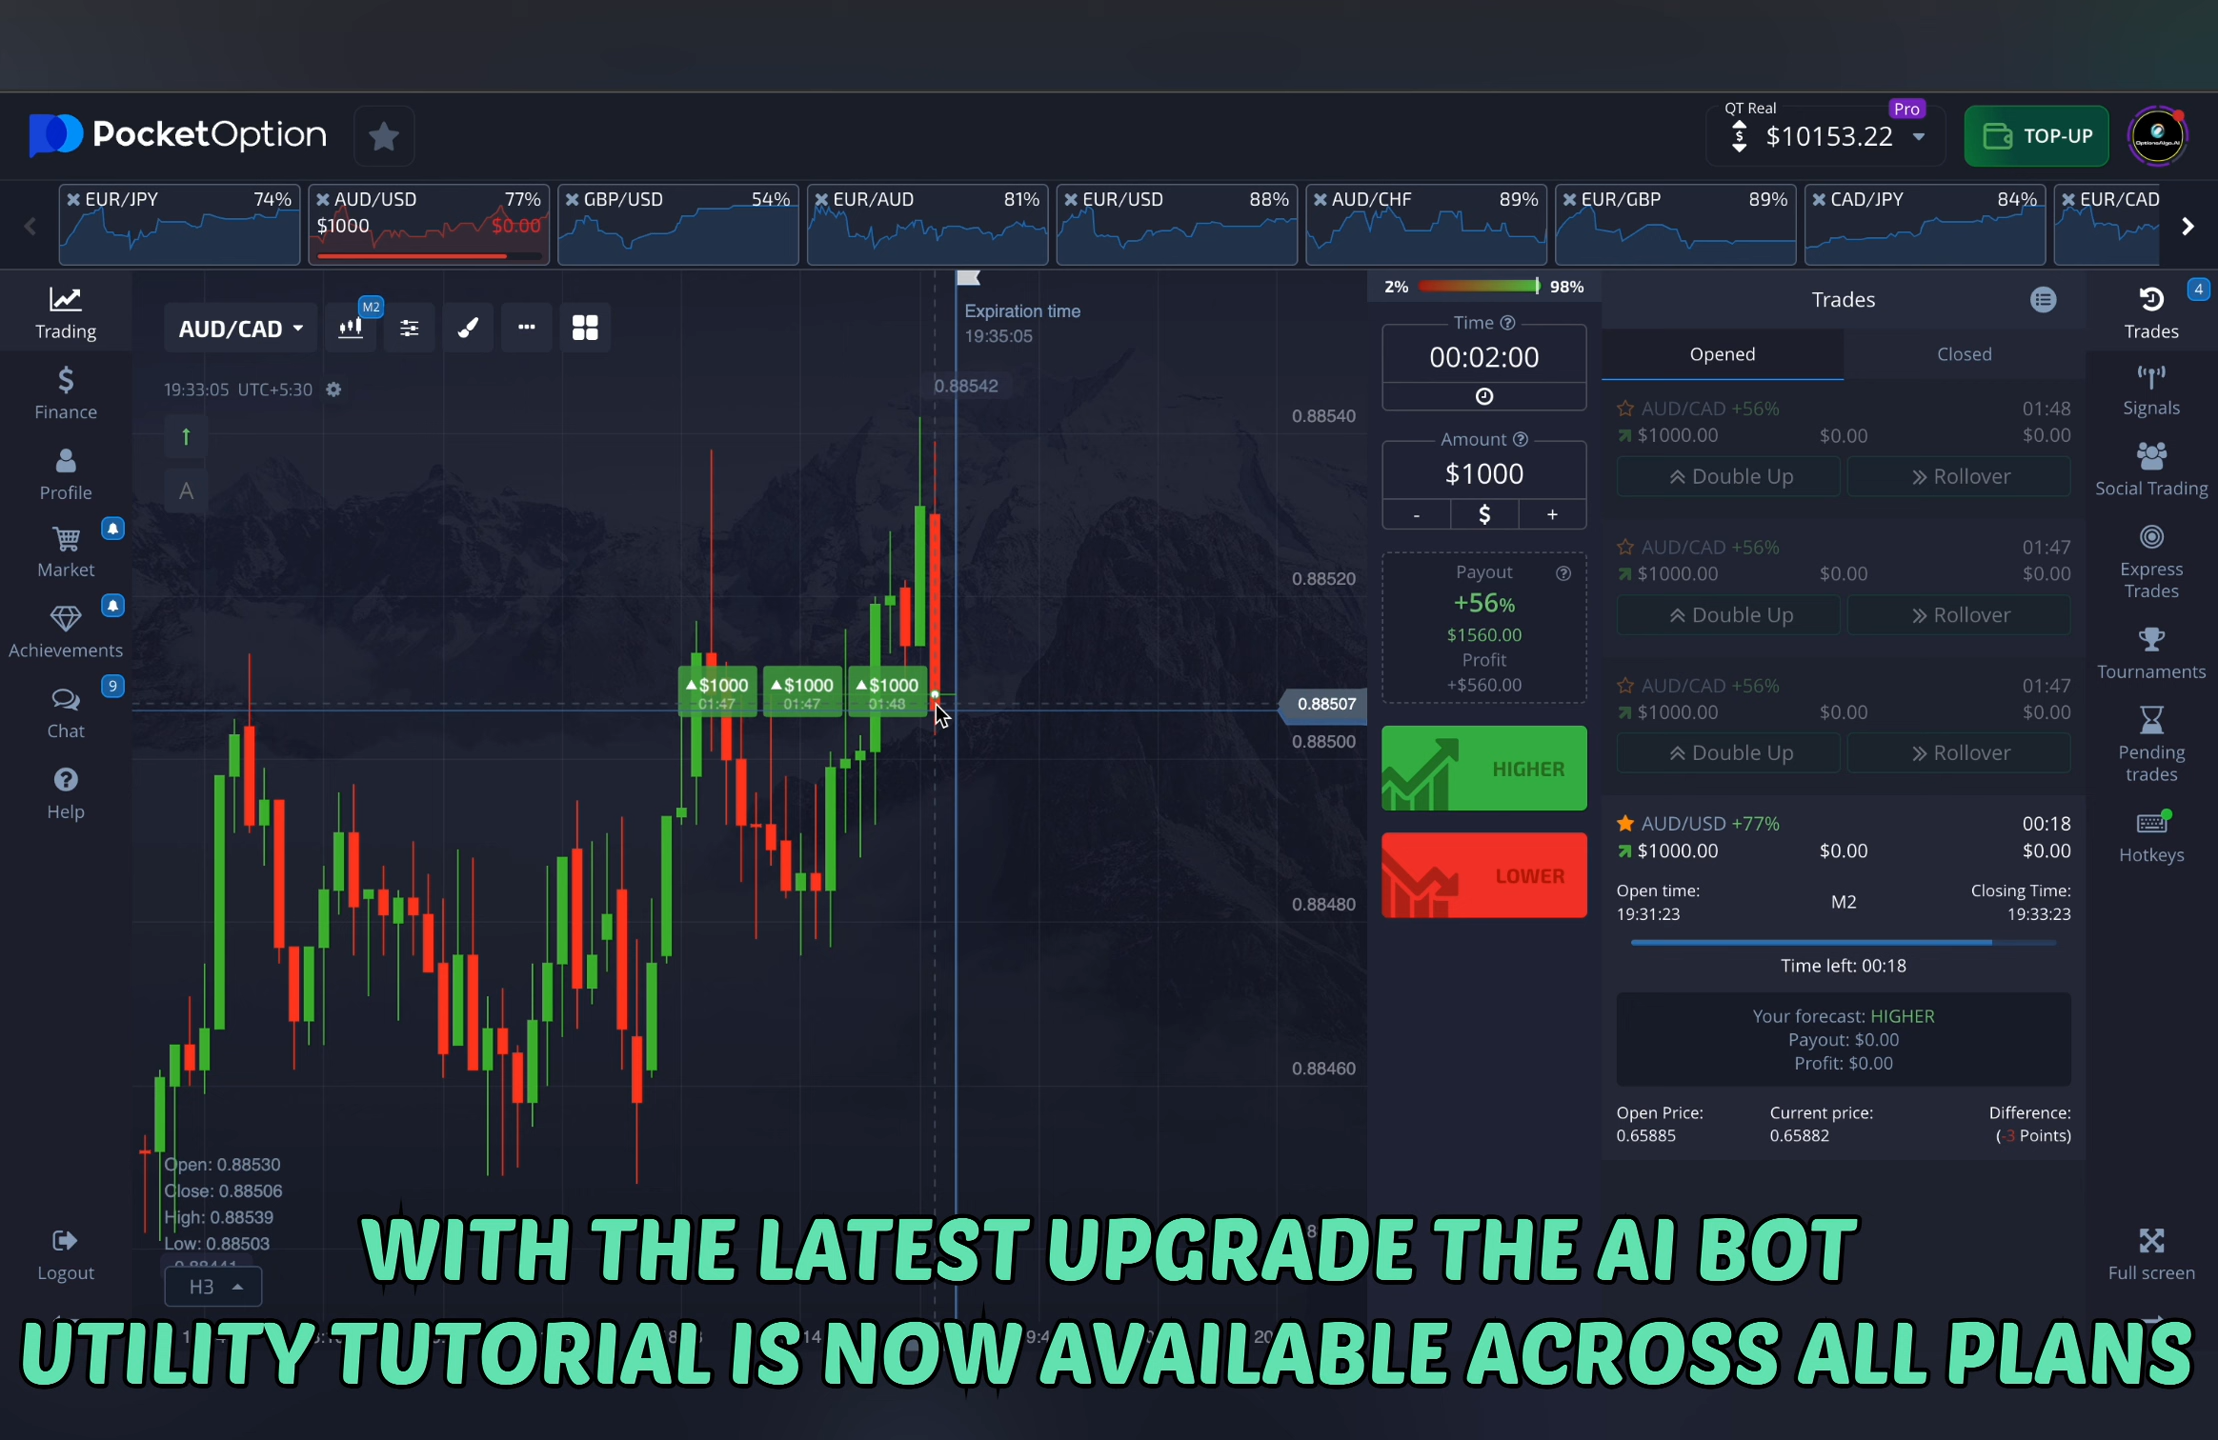 PocketOption
QT Real
Pro
$10153.22
TOP-UP
EUR/JPY 74%
AUD/USD 77%
$1000 $0.00
GBP/USD 54%
EUR/AUD 81%
EUR/USD 88%
AUD/CHF 89%
EUR/GBP 89%
CAD/JPY 84%
EUR/CAD
Trading
Finance
Profile
Market
Achievements
9
Chat
Help
Logout
AUD/CAD
M2
19:33:05 UTC+5:30
A
Expiration time
19:35:05
0.88542
0.88540
0.88520
0.88507
0.88500
0.88480
0.88460
$1000
01:47
$1000
01:47
$1000
01:48
Open: 0.88530
Close: 0.88506
High: 0.88539
Low: 0.88503
H3
2% 98%
Time
00:02:00
Amount
$1000
- $ +
Payout
+56%
$1560.00
Profit
+$560.00
HIGHER
LOWER
Trades
Opened Closed
AUD/CAD +56% 01:48
$1000.00 $0.00 $0.00
Double Up Rollover
AUD/CAD +56% 01:47
$1000.00 $0.00 $0.00
Double Up Rollover
AUD/CAD +56% 01:47
$1000.00 $0.00 $0.00
Double Up Rollover
AUD/USD +77% 00:18
$1000.00 $0.00 $0.00
Open time: Closing Time:
19:31:23 M2 19:33:23
Time left: 00:18
Your forecast: HIGHER
Payout: $0.00
Profit: $0.00
Open Price: Current price: Difference:
0.65885 0.65882 (-3 Points)
4
Trades
Signals
Social Trading
Express
Trades
Tournaments
Pending
trades
Hotkeys
Full screen
WITH THE LATEST UPGRADE THE AI BOT
UTILITY TUTORIAL IS NOW AVAILABLE ACROSS ALL PLANS